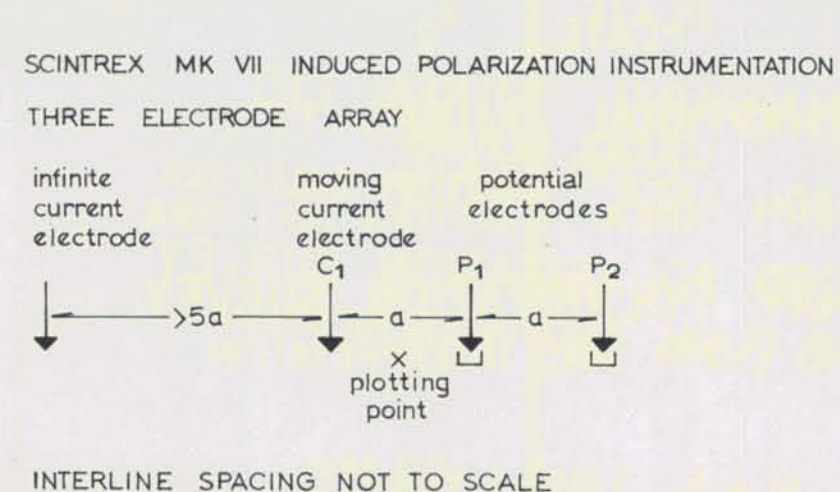 SCINTREX MK VII INDUCED POLARIZATION INSTRUMENTATION
THREE ELECTRODE ARRAY
infinite current electrode
moving current electrode
potential electrodes
C1
P1
P2
>5a
a
a
×
plotting point
INTERLINE SPACING NOT TO SCALE